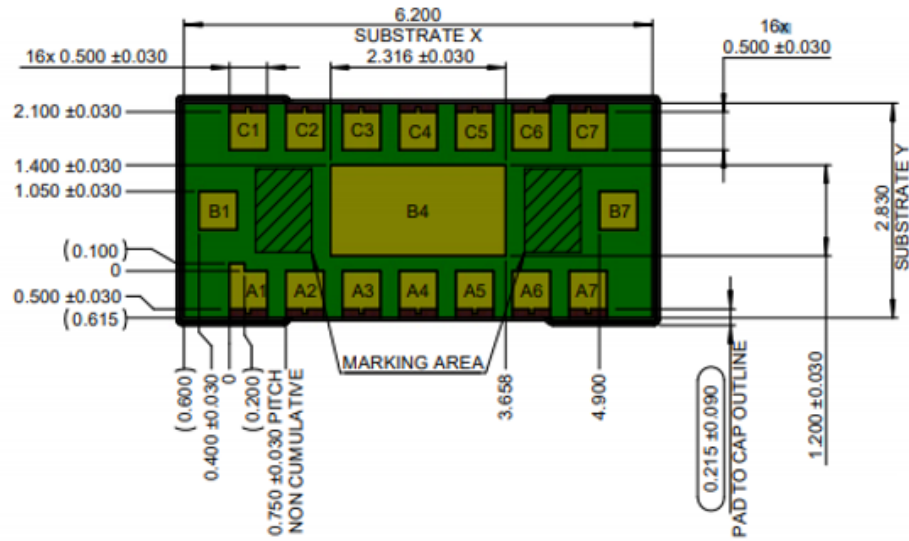 6.200
SUBSTRATE X
16x 0.500 ±0.030
2.316 ±0.030
16x
0.500 ±0.030
2.100 ±0.030
C1 C2 C3 C4 C5 C6 C7
1.400 ±0.030
1.050 ±0.030
B1 B4 B7
2.830
SUBSTRATE Y
(0.100)
0
0.500 ±0.030
A1 A2 A3 A4 A5 A6 A7
(0.615)
MARKING AREA
(0.600)
0.400 ±0.030
0
(0.200)
0.750 ±0.030 PITCH
NON CUMULATIVE
3.658
4.900
0.215 ±0.090
PAD TO CAP OUTLINE
1.200 ±0.030